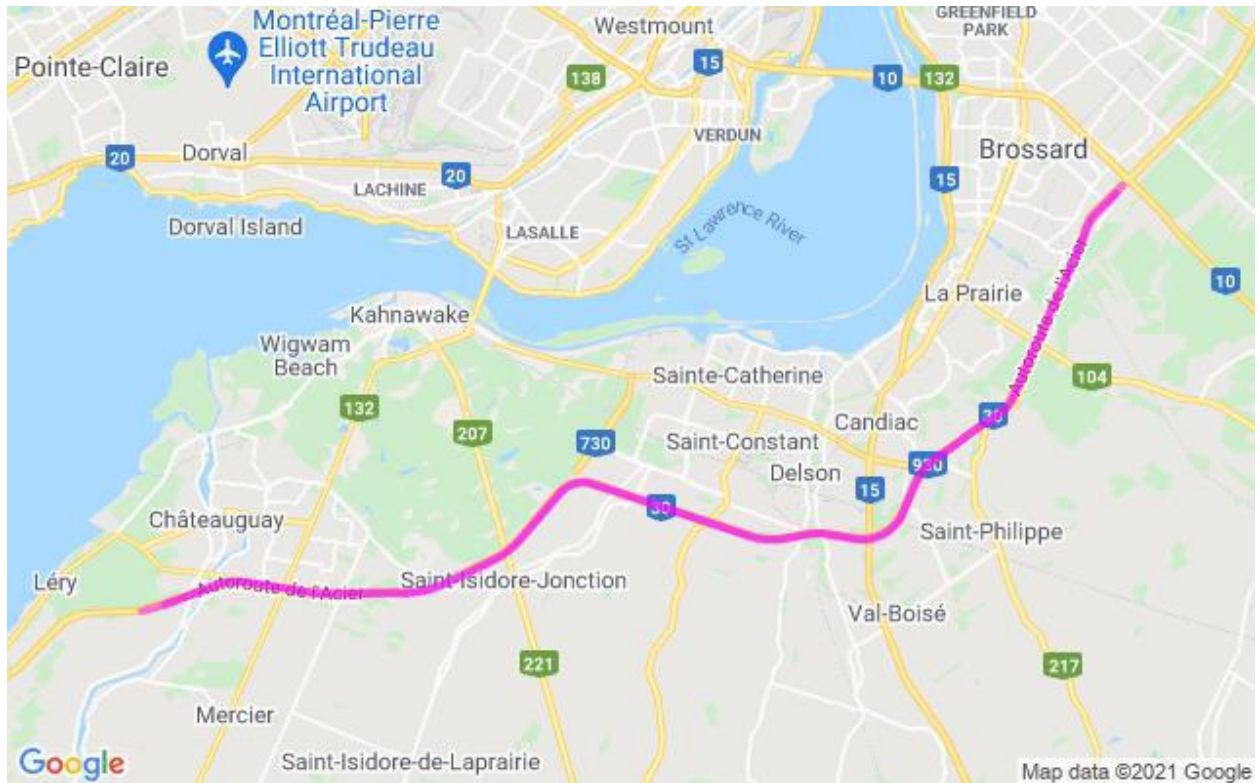 Montréal-Pierre
Elliott Trudeau
International
Airport
Westmount
GREENFIELD
PARK
Pointe-Claire
15
138
10
132
VERDUN
Brossard
20
Dorval
LACHINE
20
15
Dorval Island
LASALLE
St Lawrence River
10
La Prairie
Autoroute de l'Acier
Kahnawake
Wigwam
Beach
Sainte-Catherine
104
132
207
730
Candiac
30
Saint-Constant
Delson
930
15
30
Châteauguay
Saint-Philippe
Léry
Autoroute de l'Acier
Saint-Isidore-Jonction
Val-Boisé
221
217
Mercier
Saint-Isidore-de-Laprairie
Google
Map data ©2021 Google